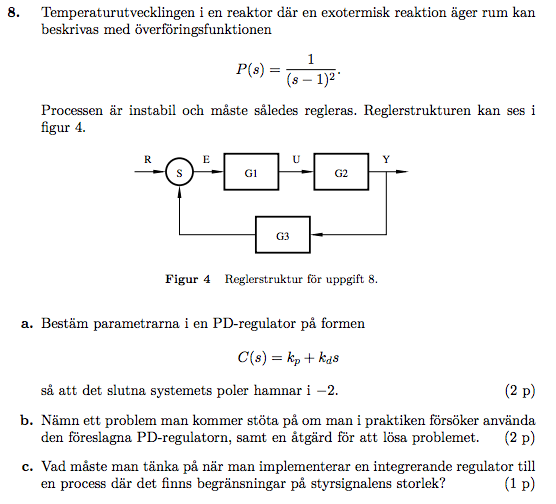 8. Temperaturutvecklingen i en reaktor där en exotermisk reaktion äger rum kan
beskrivas med överföringsfunktionen
P(s) = 1/(s − 1)².
Processen är instabil och måste således regleras. Reglerstrukturen kan ses i
figur 4.
R S E G1 U G2 Y
G3
Figur 4 Reglerstruktur för uppgift 8.
a. Bestäm parametrarna i en PD-regulator på formen
C(s) = kₚ + k_d s
så att det slutna systemets poler hamnar i −2. (2 p)
b. Nämn ett problem man kommer stöta på om man i praktiken försöker använda
den föreslagna PD-regulatorn, samt en åtgärd för att lösa problemet. (2 p)
c. Vad måste man tänka på när man implementerar en integrerande regulator till
en process där det finns begränsningar på styrsignalens storlek? (1 p)